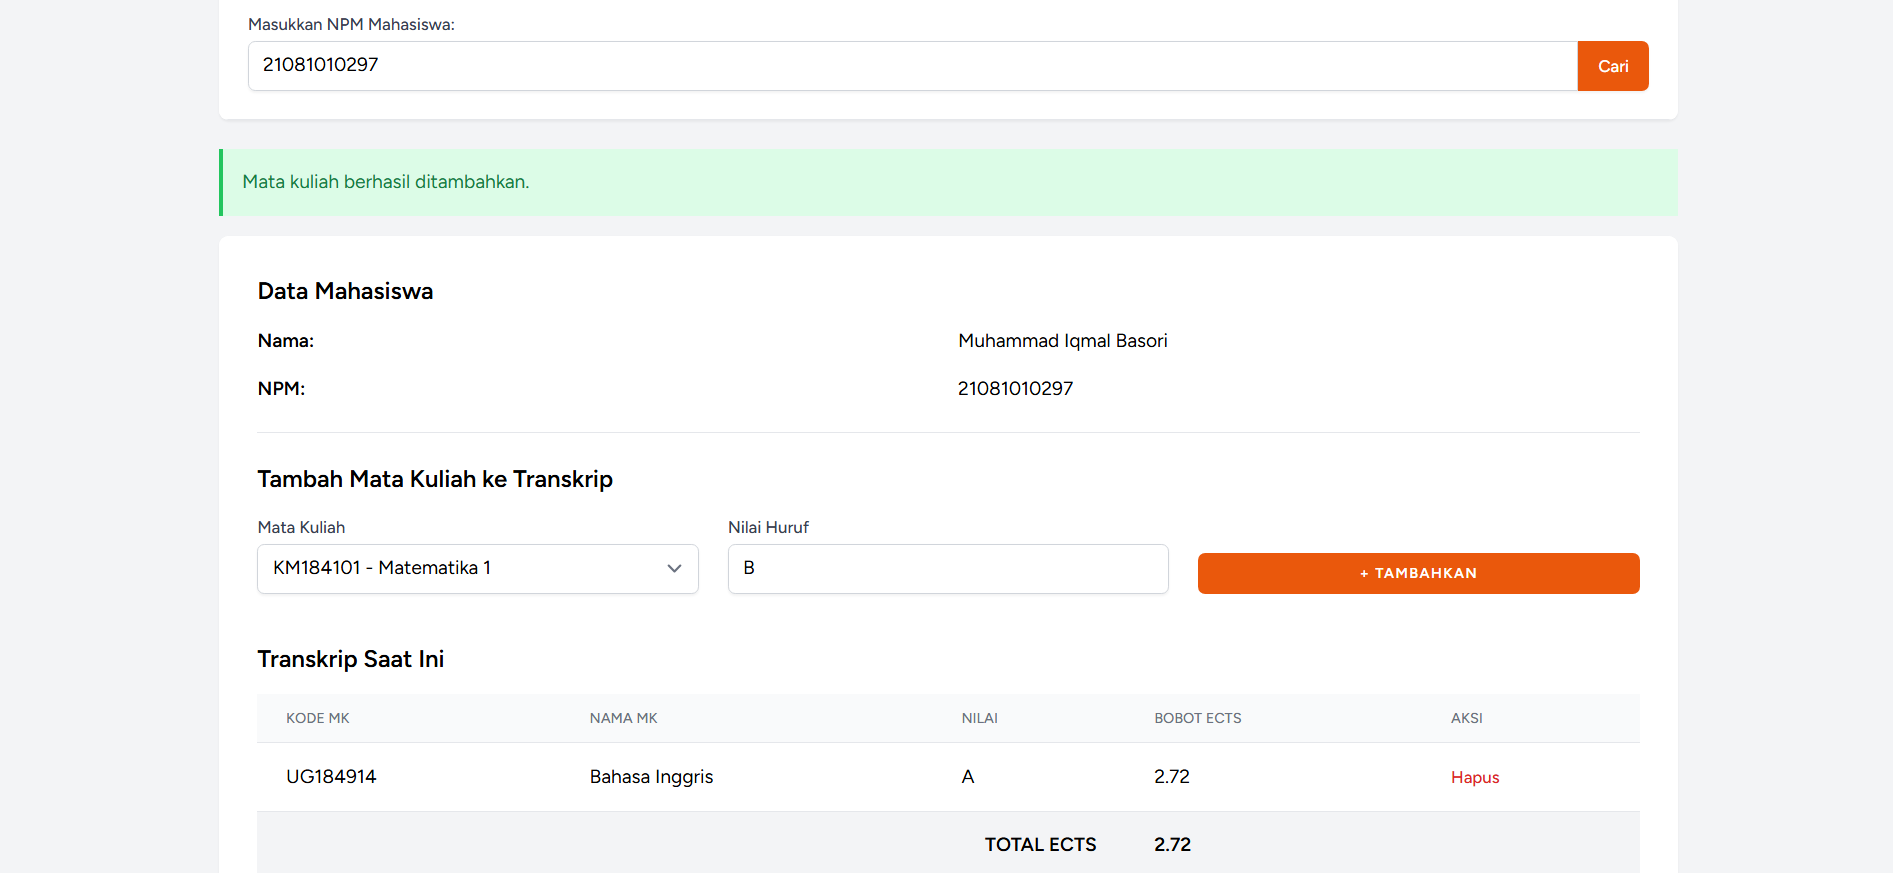 Masukkan NPM Mahasiswa:
21081010297
Cari
Mata kuliah berhasil ditambahkan.
Data Mahasiswa
Nama: Muhammad Iqmal Basori
NPM: 21081010297
Tambah Mata Kuliah ke Transkrip
Mata Kuliah Nilai Huruf
KM184101 - Matematika 1 B + TAMBAHKAN
Transkrip Saat Ini
KODE MK NAMA MK NILAI BOBOT ECTS AKSI
UG184914 Bahasa Inggris A 2.72 Hapus
TOTAL ECTS 2.72